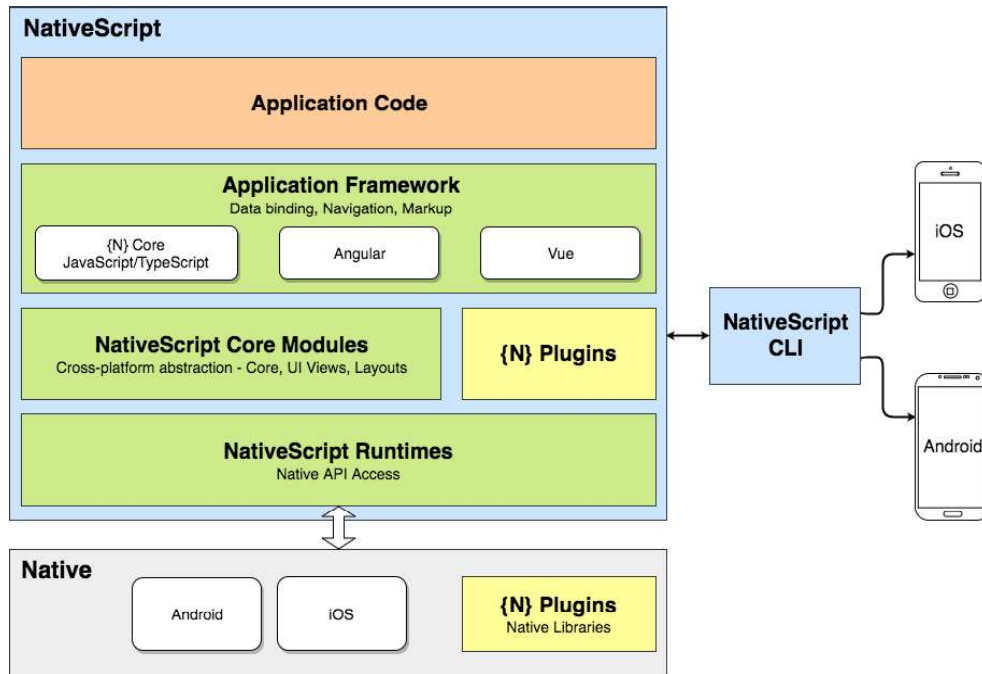 NativeScript
Application Code
Application Framework
Data binding, Navigation, Markup
{N} Core
JavaScript/TypeScript
Angular
Vue
NativeScript Core Modules
Cross-platform abstraction - Core, UI Views, Layouts
{N} Plugins
NativeScript Runtimes
Native API Access
NativeScript
CLI
iOS
Android
Native
Android
iOS
{N} Plugins
Native Libraries